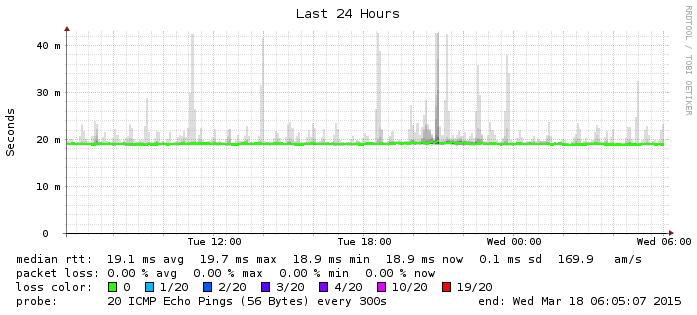 Last 24 Hours
RRDTOOL / TOBI OETIKER
Seconds
40 m
30 m
20 m
10 m
0
Tue 12:00 Tue 18:00 Wed 00:00 Wed 06:00
median rtt: 19.1 ms avg 19.7 ms max 18.9 ms min 18.9 ms now 0.1 ms sd 169.9 am/s
packet loss: 0.00 % avg 0.00 % max 0.00 % min 0.00 % now
loss color: 0 1/20 2/20 3/20 4/20 10/20 19/20
probe: 20 ICMP Echo Pings (56 Bytes) every 300s end: Wed Mar 18 06:05:07 2015